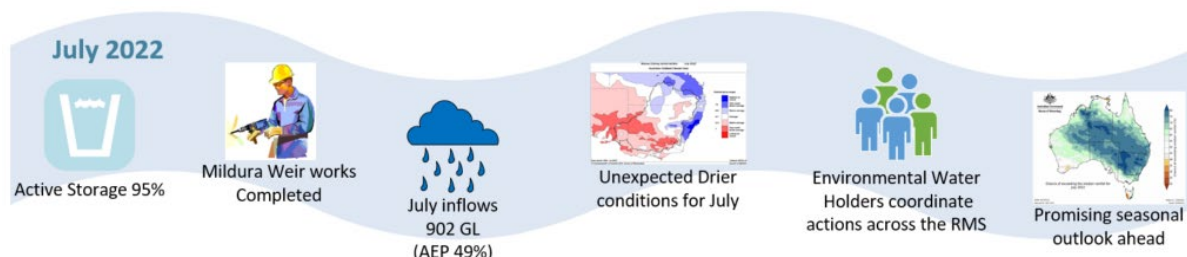 July 2022
Active Storage 95%
Mildura Weir works
Completed
July inflows
902 GL
(AEP 49%)
Unexpected Drier
conditions for July
Environmental Water
Holders coordinate
actions across the RMS
Promising seasonal
outlook ahead